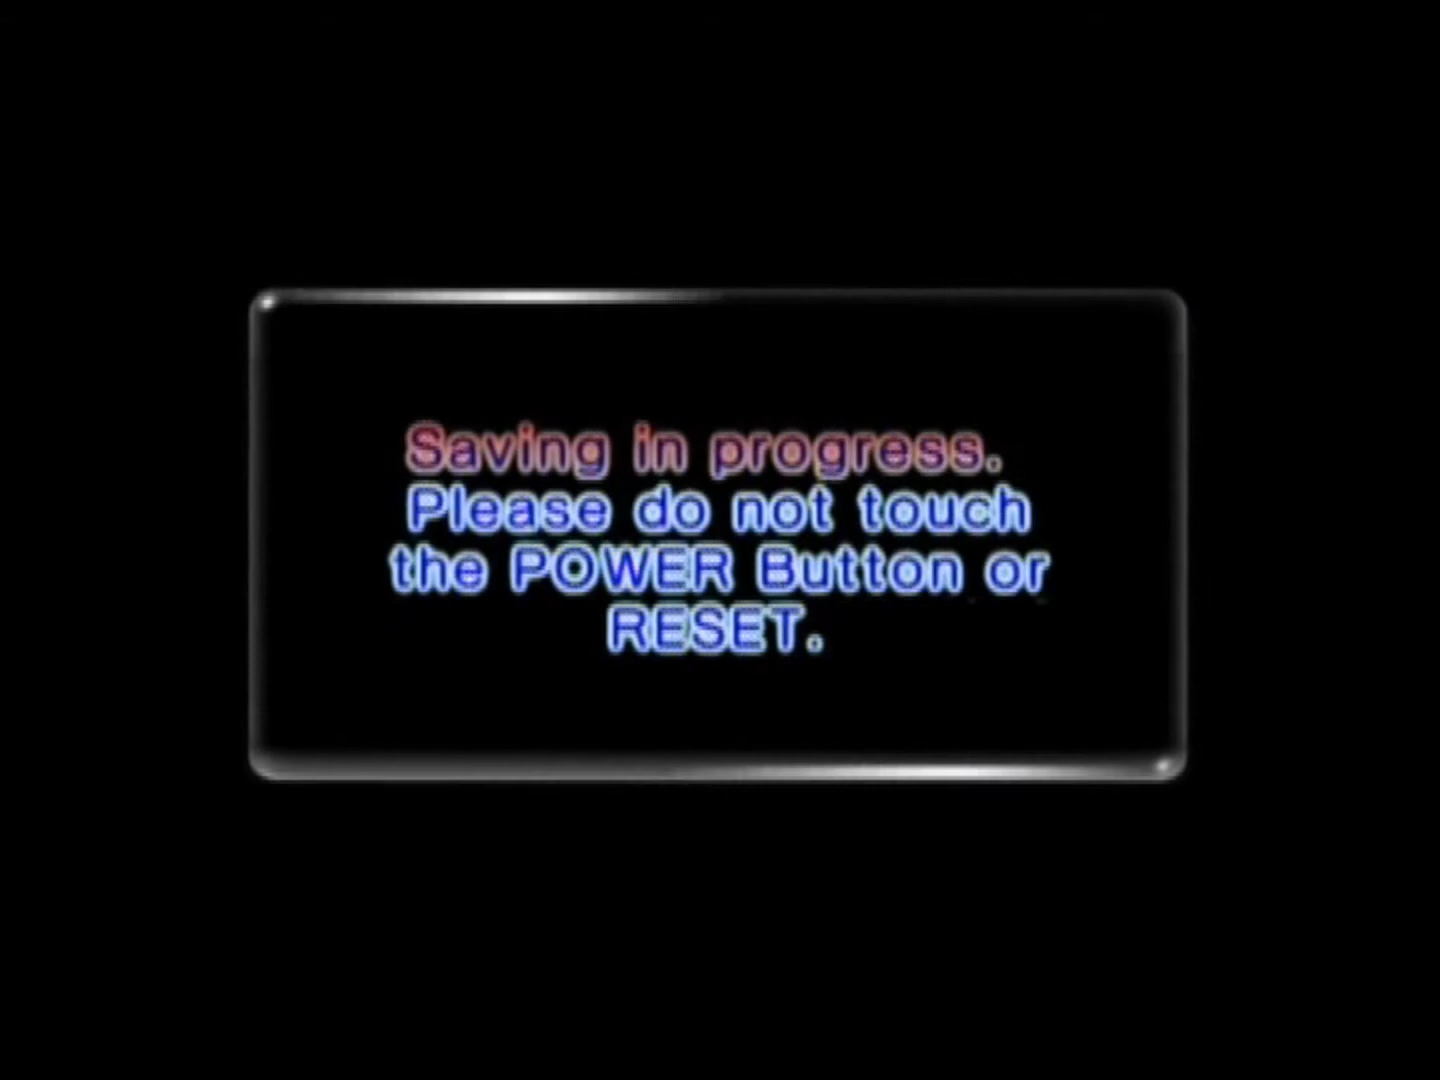 Saving in progress.
Please do not touch
the POWER Button or
RESET.